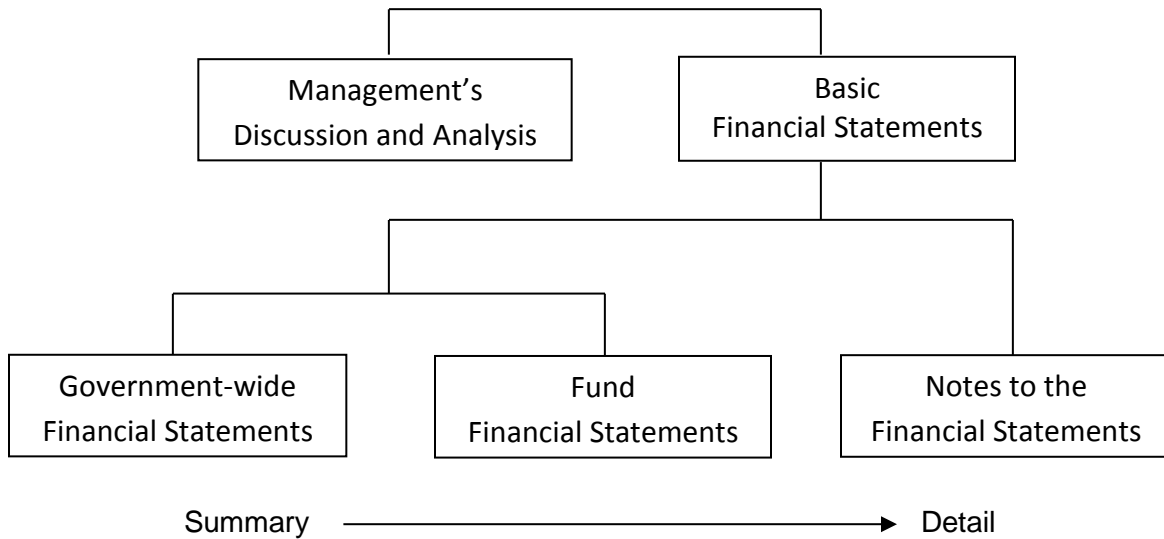 Management’s
Discussion and Analysis
Basic
Financial Statements
Government-wide
Financial Statements
Fund
Financial Statements
Notes to the
Financial Statements
Summary
Detail